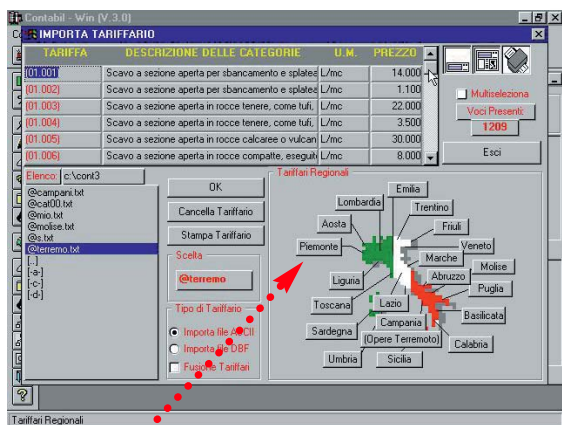 Contabil - Win (V.3.0)
IMPORTA TARIFFARIO
TARIFFA DESCRIZIONE DELLE CATEGORIE U.M. PREZZO
(01.001) Scavo a sezione aperta per sbancamento e splatea L/mc 14.000
(01.002) Scavo a sezione aperta per sbancamento e splatea L/mc 1.100
(01.003) Scavo a sezione aperta in rocce tenere, come tufi, L/mc 22.000
(01.004) Scavo a sezione aperta in rocce tenere, come tufi, L/mc 3.500
(01.005) Scavo a sezione aperta in rocce calcaree o vulcan L/mc 30.000
(01.006) Scavo a sezione aperta in rocce compatte, eseguit L/mc 8.000
Multiseleziona
Voci Presenti:
1209
Esci
Elenco: c:\cont3
@campani.txt
@cat00.txt
@mio.txt
@molise.txt
@s.txt
@terremo.txt
[..]
[-a-]
[-c-]
[-d-]
OK
Cancella Tariffario
Stampa Tariffario
Scelta
@terremo
Tipo di Tariffario
Importa file ASCII
Importa file DBF
Fusione Tariffari
Tariffari Regionali
Emilia
Lombardia
Trentino
Aosta
Friuli
Piemonte
Veneto
Marche
Molise
Liguria
Abruzzo
Puglia
Toscana
Lazio
Basilicata
Sardegna
Campania
(Opere Terremoto)
Calabria
Umbria
Sicilia
Tariffari Regionali